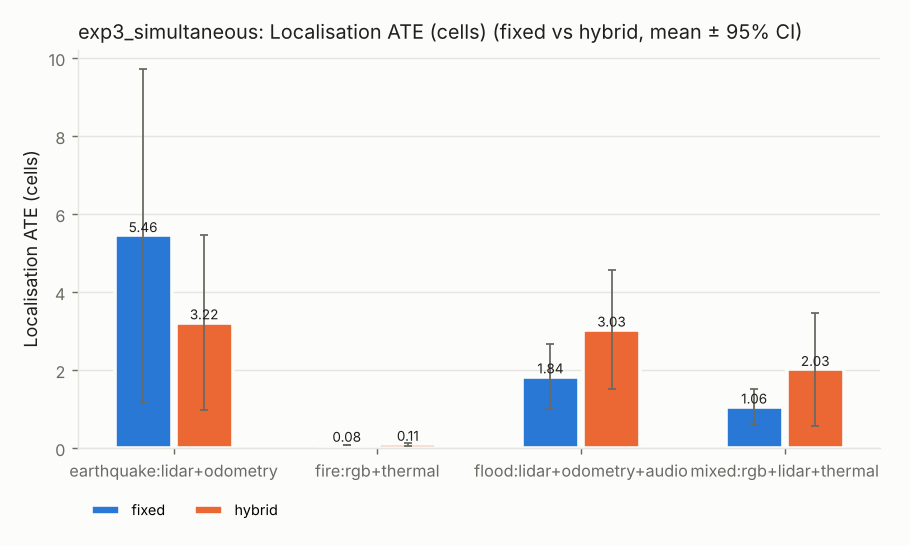 exp3_simultaneous: Localisation ATE (cells) (fixed vs hybrid, mean ± 95% CI)
Localisation ATE (cells)
10
8
6
4
2
0
5.46
3.22
0.08
0.11
1.84
3.03
1.06
2.03
earthquake:lidar+odometry
fire:rgb+thermal
flood:lidar+odometry+audio
mixed:rgb+lidar+thermal
fixed
hybrid